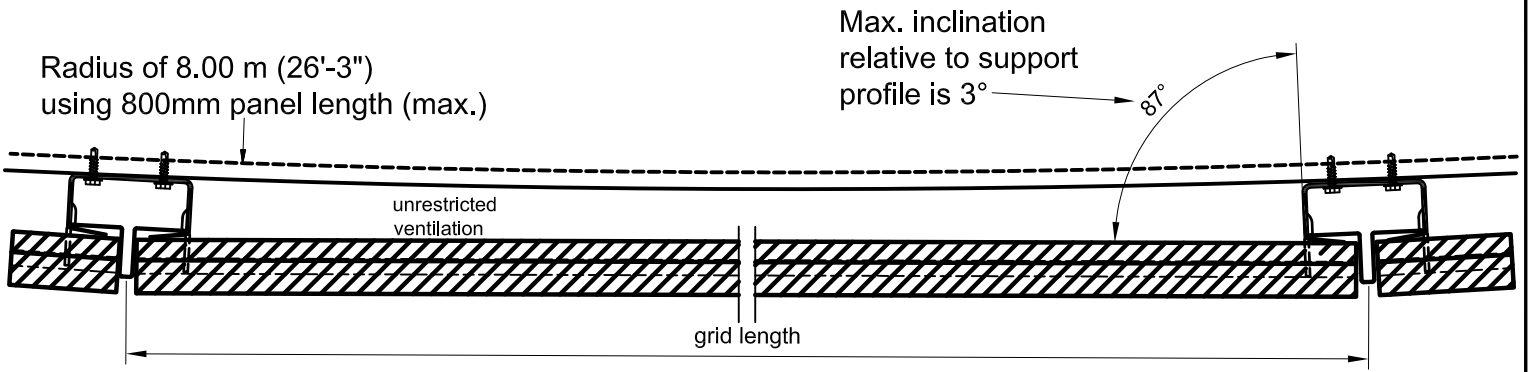 Radius of 8.00 m (26'-3")
using 800mm panel length (max.)
Max. inclination
relative to support
profile is 3°
87°
unrestricted
ventilation
grid length